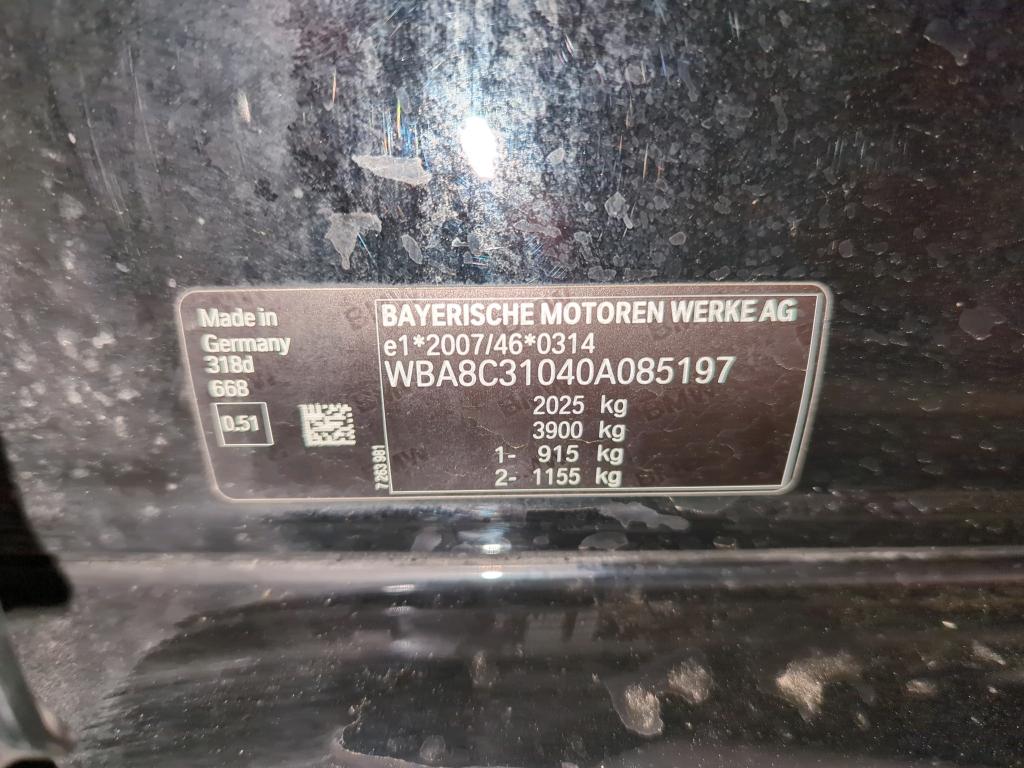 Made in
Germany
318d
668
0.51
7 263 981
BAYERISCHE MOTOREN WERKE AG
e1*2007/46*0314
WBA8C31040A085197
2025 kg
3900 kg
1- 915 kg
2- 1155 kg